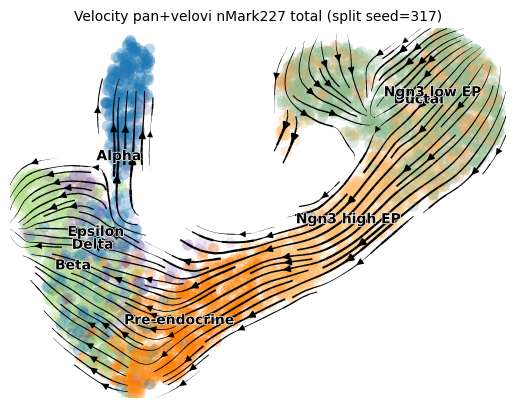 Velocity pan+velovi nMark227 total (split seed=317)
Ngn3 low EP
Ductal
Alpha
Ngn3 high EP
Epsilon
Delta
Beta
Pre-endocrine